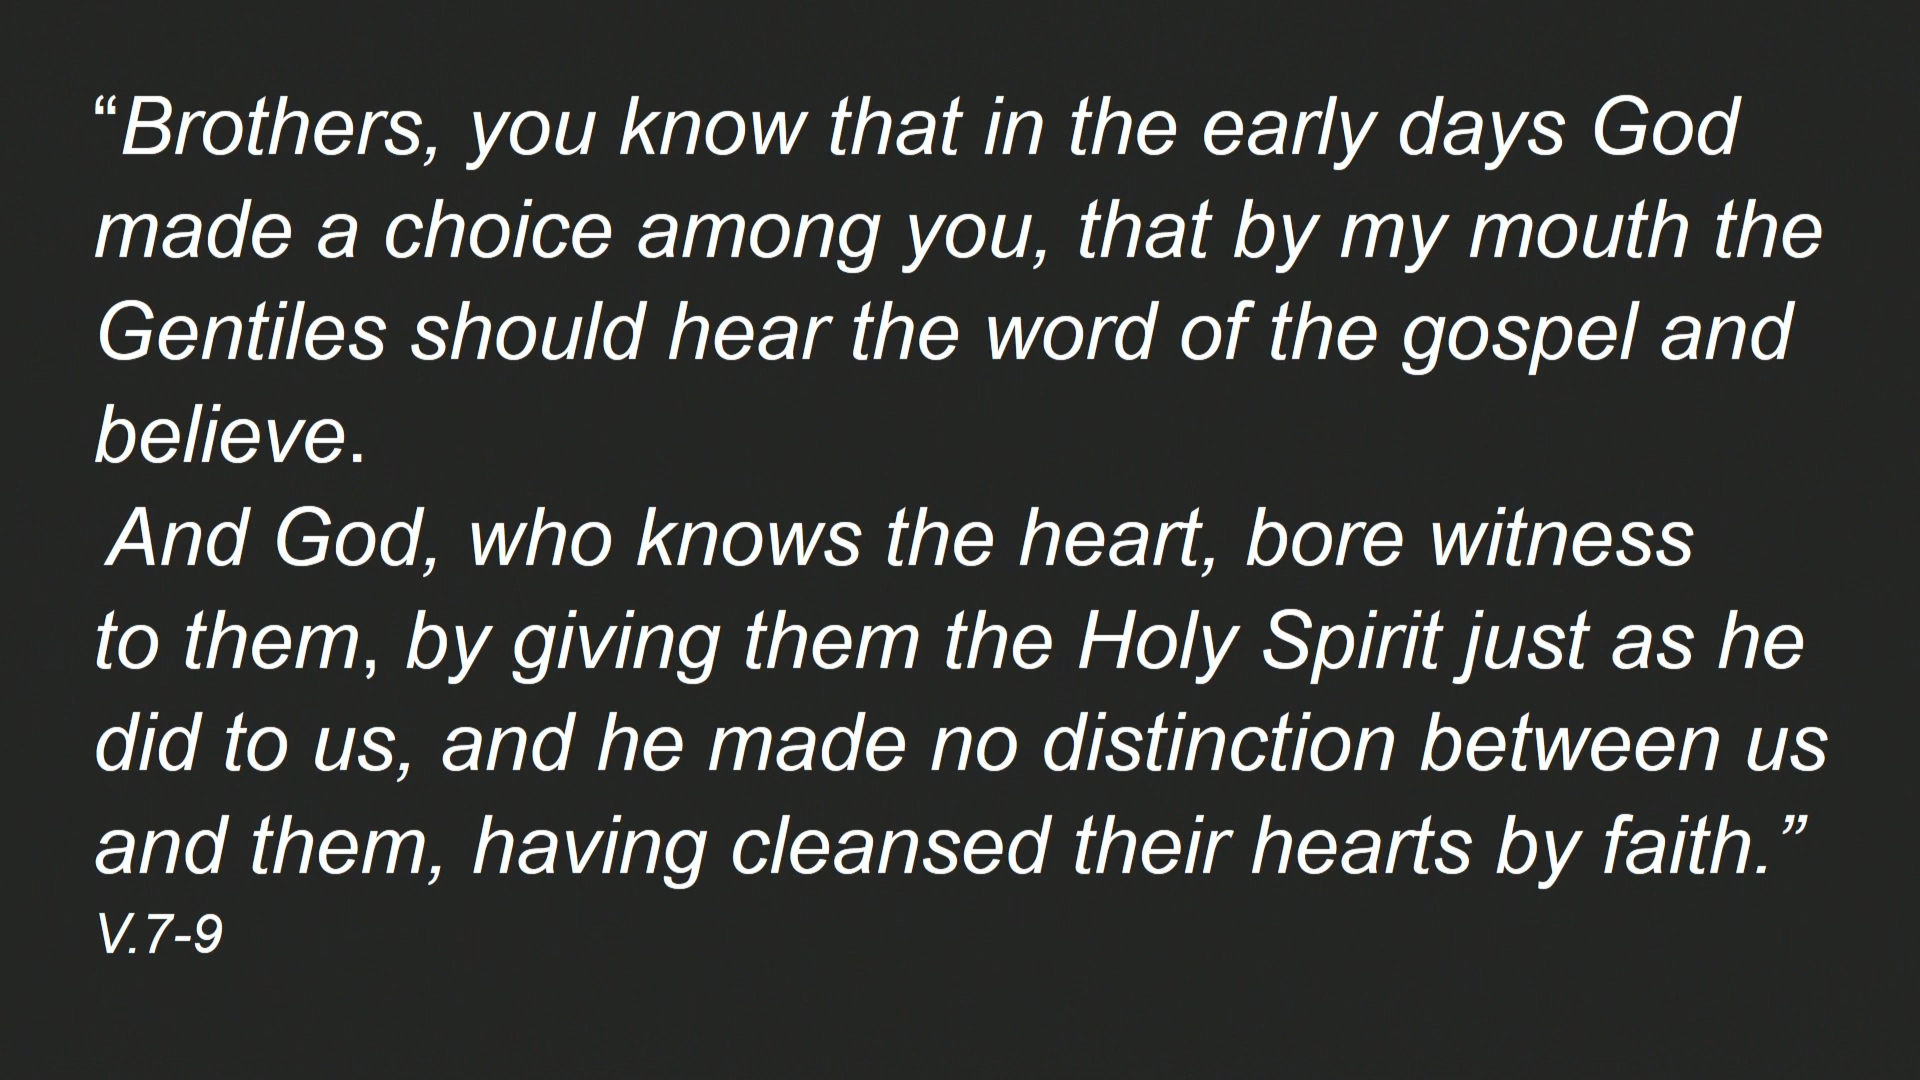 “Brothers, you know that in the early days God
made a choice among you, that by my mouth the
Gentiles should hear the word of the gospel and
believe.
And God, who knows the heart, bore witness
to them, by giving them the Holy Spirit just as he
did to us, and he made no distinction between us
and them, having cleansed their hearts by faith.”
V.7-9